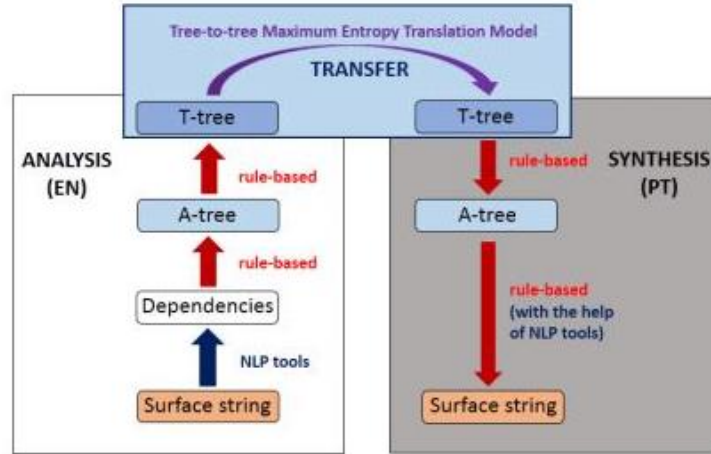 Tree-to-tree Maximum Entropy Translation Model
TRANSFER
T-tree
T-tree
ANALYSIS
(EN)
rule-based
A-tree
rule-based
Dependencies
NLP tools
Surface string
rule-based
SYNTHESIS
(PT)
A-tree
rule-based
(with the help
of NLP tools)
Surface string